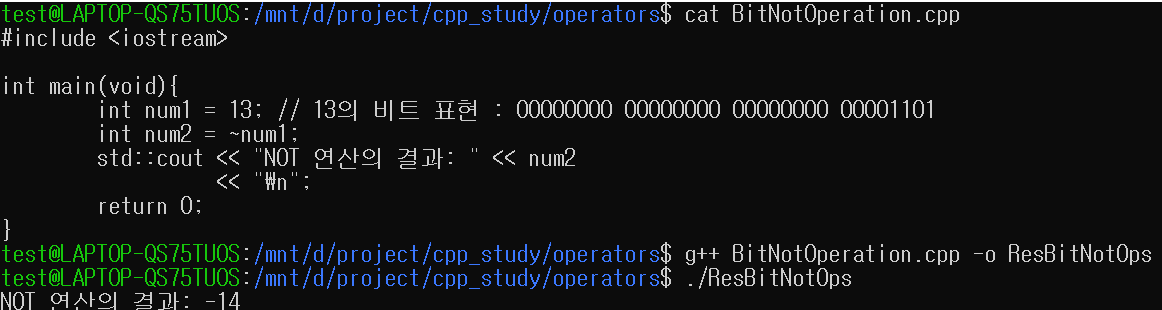 test@LAPTOP-QS75TUOS:/mnt/d/project/cpp_study/operators$ cat BitNotOperation.cpp
#include <iostream>
int main(void){
int num1 = 13; // 13의 비트 표현 : 00000000 00000000 00000000 00001101
int num2 = ~num1;
std::cout << "NOT 연산의 결과: " << num2
<< "₩n";
return 0;
}
test@LAPTOP-QS75TUOS:/mnt/d/project/cpp_study/operators$ g++ BitNotOperation.cpp -o ResBitNotOps
test@LAPTOP-QS75TUOS:/mnt/d/project/cpp_study/operators$ ./ResBitNotOps
NOT 연산의 결과: -14